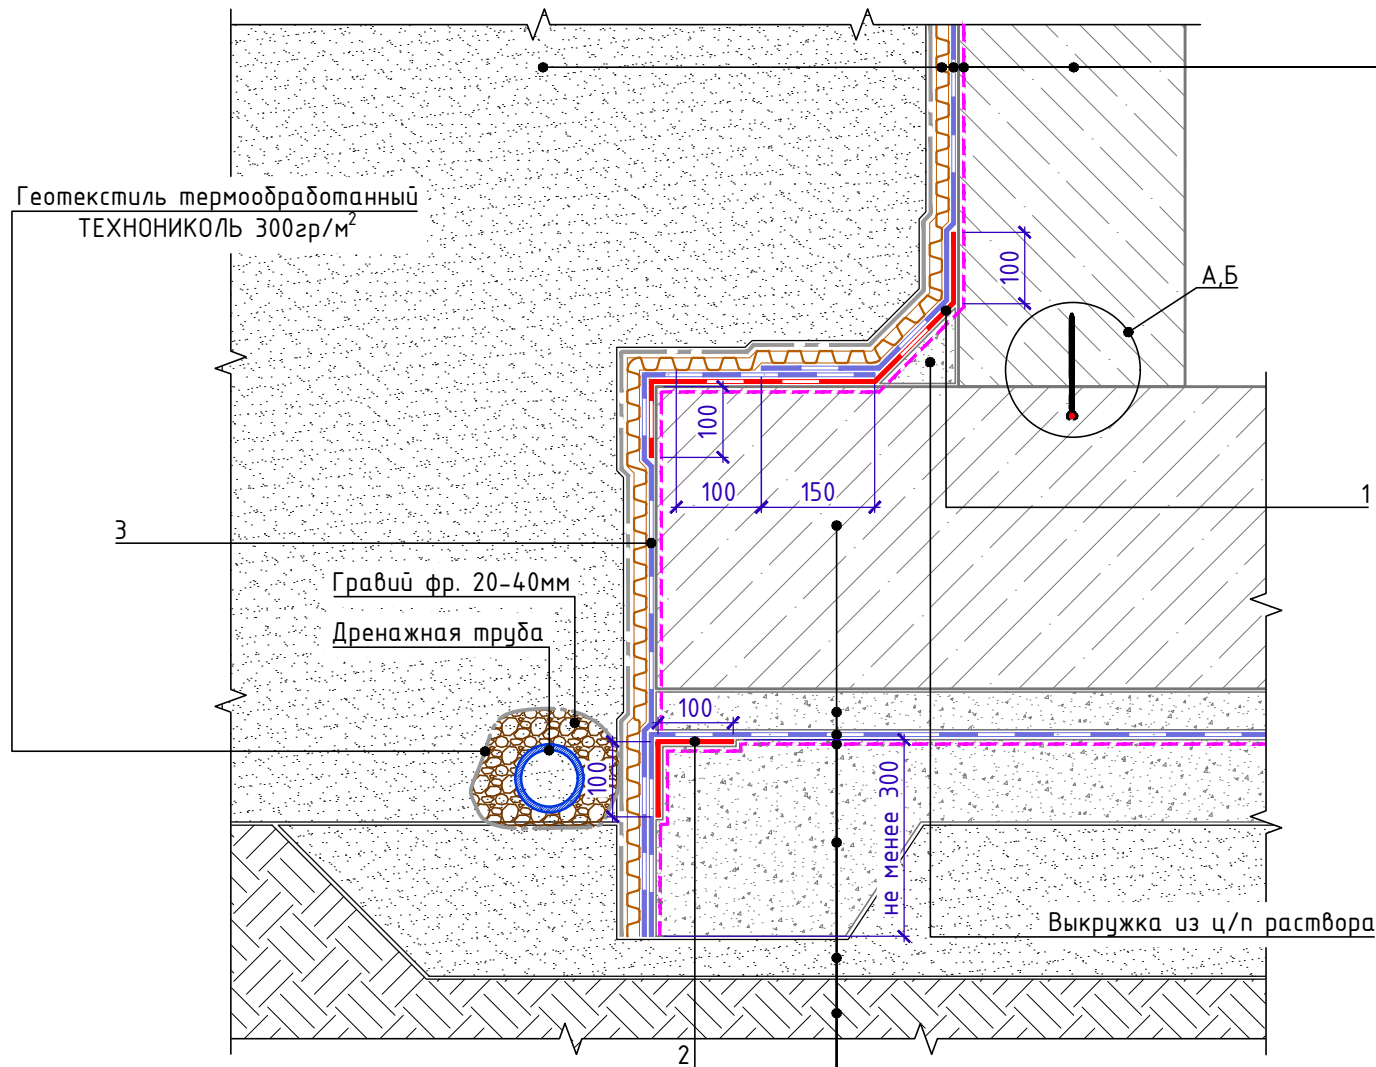 Геотекстиль термообработанный
ТЕХНОНИКОЛЬ 300гр/м²
А,Б
100
100
100
150
1
3
Гравий фр. 20-40мм
Дренажная труба
100
100
не менее 300
Выкружка из ц/п раствора
2